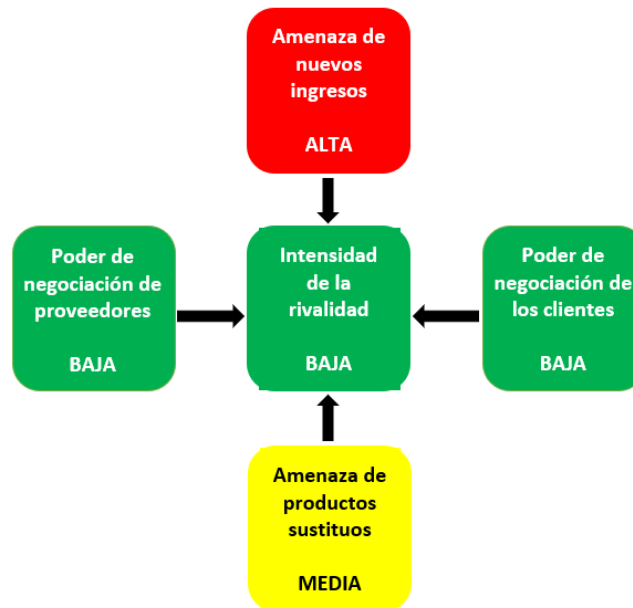 Amenaza de
nuevos
ingresos
ALTA
Poder de
negociación de
proveedores
BAJA
Intensidad
de la
rivalidad
BAJA
Poder de
negociación de
los clientes
BAJA
Amenaza de
productos
sustituos
MEDIA